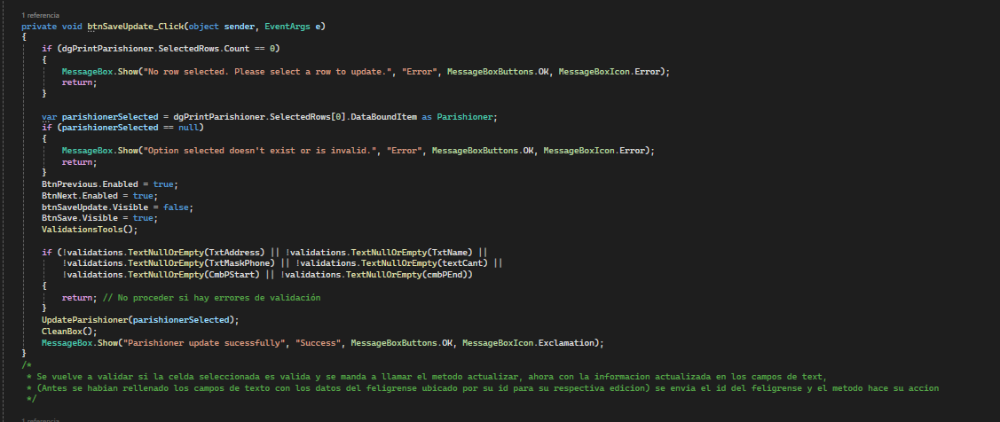 1 referencia
private void btnSaveUpdate_Click(object sender, EventArgs e)
{
if (dgPrintParishioner.SelectedRows.Count == 0)
{
MessageBox.Show("No row selected. Please select a row to update.", "Error", MessageBoxButtons.OK, MessageBoxIcon.Error);
return;
}
var parishionerSelected = dgPrintParishioner.SelectedRows[0].DataBoundItem as Parishioner;
if (parishionerSelected == null)
{
MessageBox.Show("Option selected doesn't exist or is invalid.", "Error", MessageBoxButtons.OK, MessageBoxIcon.Error);
return;
}
BtnPrevious.Enabled = true;
BtnNext.Enabled = true;
btnSaveUpdate.Visible = false;
BtnSave.Visible = true;
ValidationsTools();
if (!validations.TextNullOrEmpty(TxtAddress) || !validations.TextNullOrEmpty(TxtName) ||
!validations.TextNullOrEmpty(TxtMaskPhone) || !validations.TextNullOrEmpty(textCant) ||
!validations.TextNullOrEmpty(CmbPStart) || !validations.TextNullOrEmpty(cmbPEnd))
{
return; // No proceder si hay errores de validación
}
UpdateParishioner(parishionerSelected);
CleanBox();
MessageBox.Show("Parishioner update sucessfully", "Success", MessageBoxButtons.OK, MessageBoxIcon.Exclamation);
}
/*
* Se vuelve a validar si la celda seleccionada es valida y se manda a llamar el metodo actualizar, ahora con la informacion actualizada en los campos de text,
* (Antes se habian rellenado los campos de texto con los datos del feligrense ubicado por su id para su respectiva edicion) se envia el id del feligrense y el metodo hace su accion
*/
1 referencia